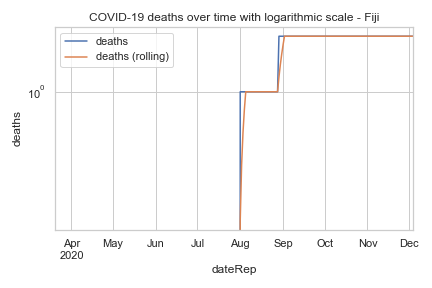 COVID-19 deaths over time with logarithmic scale - Fiji
deaths
deaths (rolling)
10⁰
deaths
Apr May Jun Jul Aug Sep Oct Nov Dec
2020
dateRep